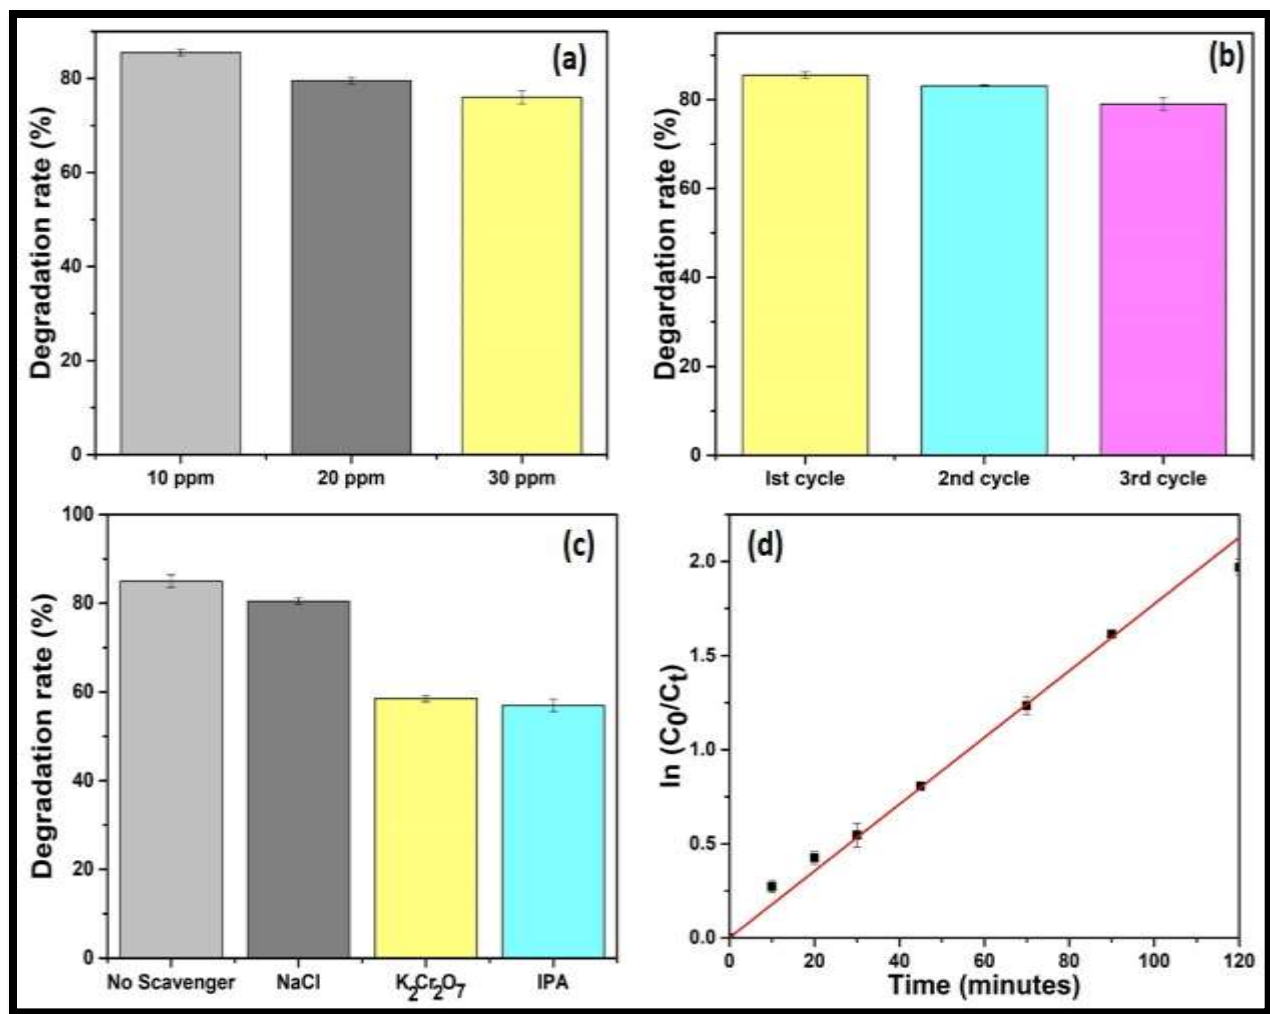 (a)
Degradation rate (%)
80
60
40
20
0
10 ppm 20 ppm 30 ppm
(b)
Degardation rate (%)
80
60
40
20
0
Ist cycle 2nd cycle 3rd cycle
(c)
Degradation rate (%)
100
80
60
40
20
0
No Scavenger NaCl K2Cr2O7 IPA
(d)
ln (C0/Ct)
2.0
1.5
1.0
0.5
0.0
0 20 40 60 80 100 120
Time (minutes)